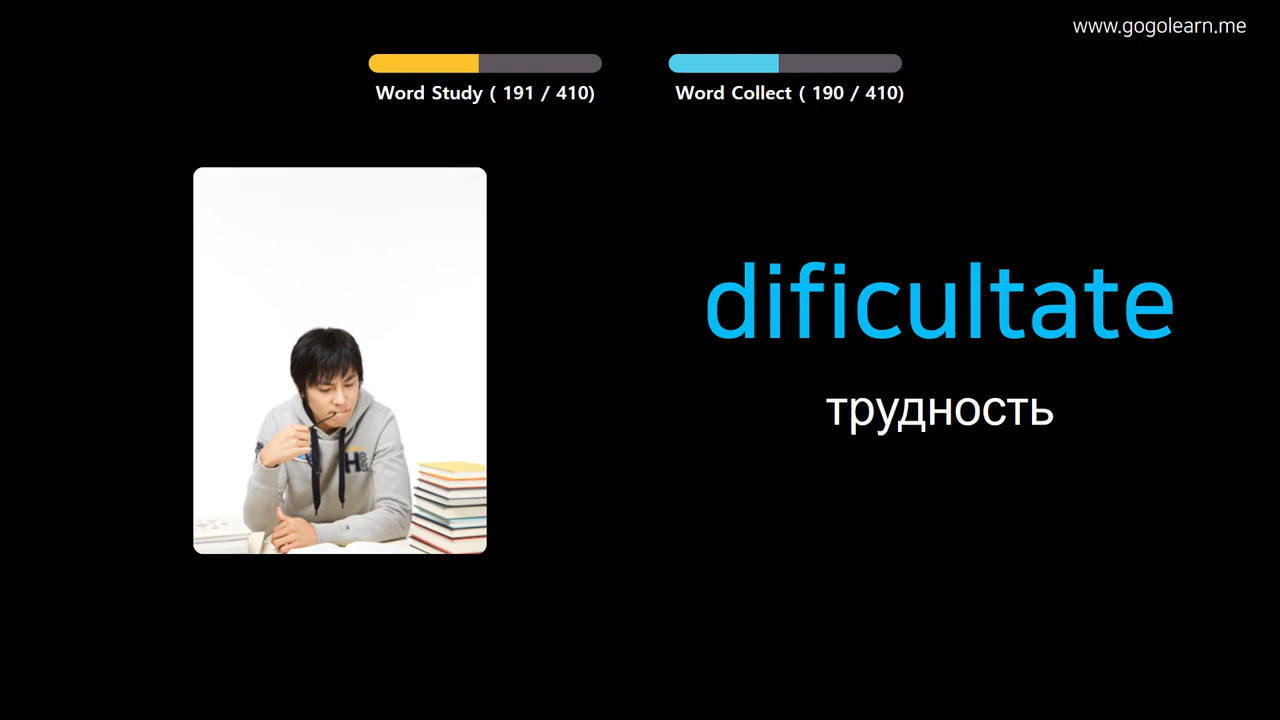 www.gogolearn.me
Word Study ( 191 / 410)
Word Collect ( 190 / 410)
dificultate
трудность
H